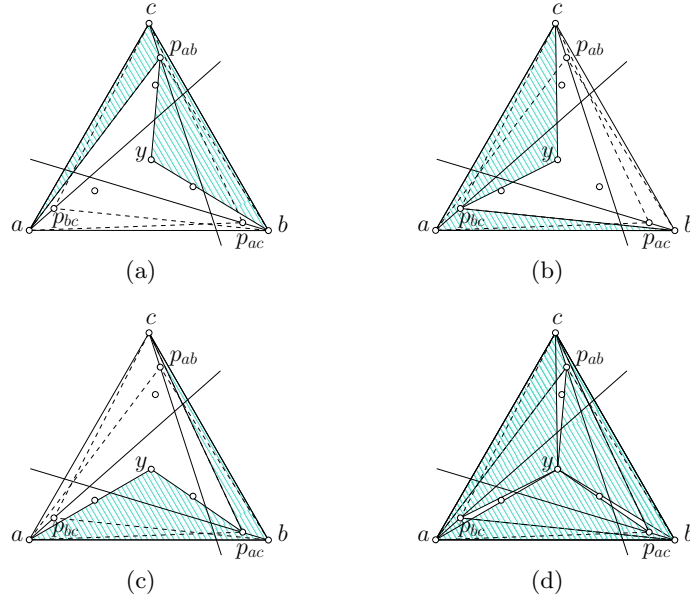 c c
p_ab p_ab
y y
a p_bc p_ac b a p_bc p_ac b
(a) (b)
c c
p_ab p_ab
y y
a p_bc p_ac b a p_bc p_ac b
(c) (d)